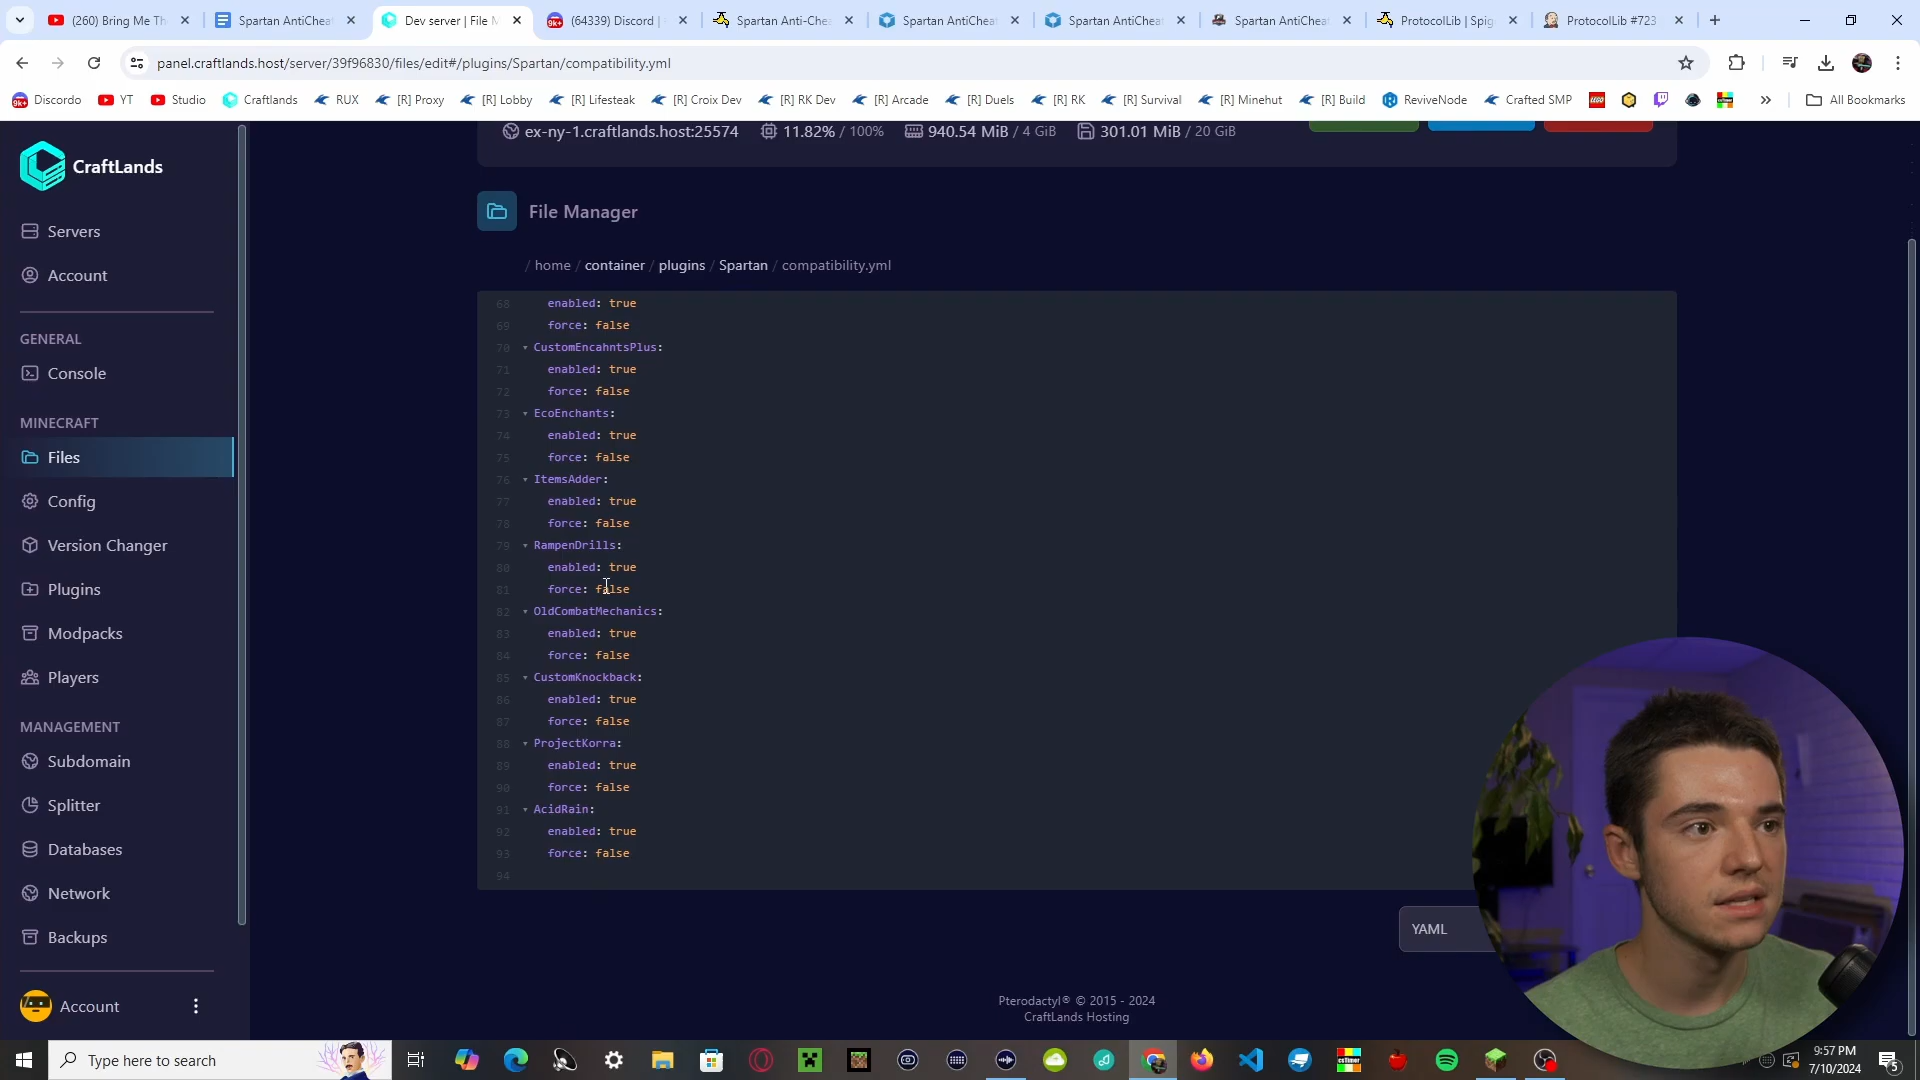 (260) Bring Me Th
Spartan AntiChea
Dev server | File M
(64339) Discord |
Spartan Anti-Che
Spartan AntiChea
Spartan AntiChea
Spartan AntiChea
ProtocolLib | Spig
ProtocolLib #723
panel.craftlands.host/server/39f96830/files/edit#/plugins/Spartan/compatibility.yml
Discordo
YT
Studio
Craftlands
RUX
[R] Proxy
[R] Lobby
[R] Lifesteak
[R] Croix Dev
[R] RK Dev
[R] Arcade
[R] Duels
[R] RK
[R] Survival
[R] Minehut
[R] Build
ReviveNode
Crafted SMP
All Bookmarks
CraftLands
Servers
Account
GENERAL
Console
MINECRAFT
Files
Config
Version Changer
Plugins
Modpacks
Players
MANAGEMENT
Subdomain
Splitter
Databases
Network
Backups
Account
ex-ny-1.craftlands.host:25574
11.82% / 100%
940.54 MiB / 4 GiB
301.01 MiB / 20 GiB
File Manager
/ home / container / plugins / Spartan / compatibility.yml
68 enabled: true
69 force: false
70 CustomEncahntsPlus:
71 enabled: true
72 force: false
73 EcoEnchants:
74 enabled: true
75 force: false
76 ItemsAdder:
77 enabled: true
78 force: false
79 RampenDrills:
80 enabled: true
81 force: false
82 OldCombatMechanics:
83 enabled: true
84 force: false
85 CustomKnockback:
86 enabled: true
87 force: false
88 ProjectKorra:
89 enabled: true
90 force: false
91 AcidRain:
92 enabled: true
93 force: false
94
YAML
Pterodactyl® © 2015 - 2024
CraftLands Hosting
Type here to search
9:57 PM
7/10/2024
5